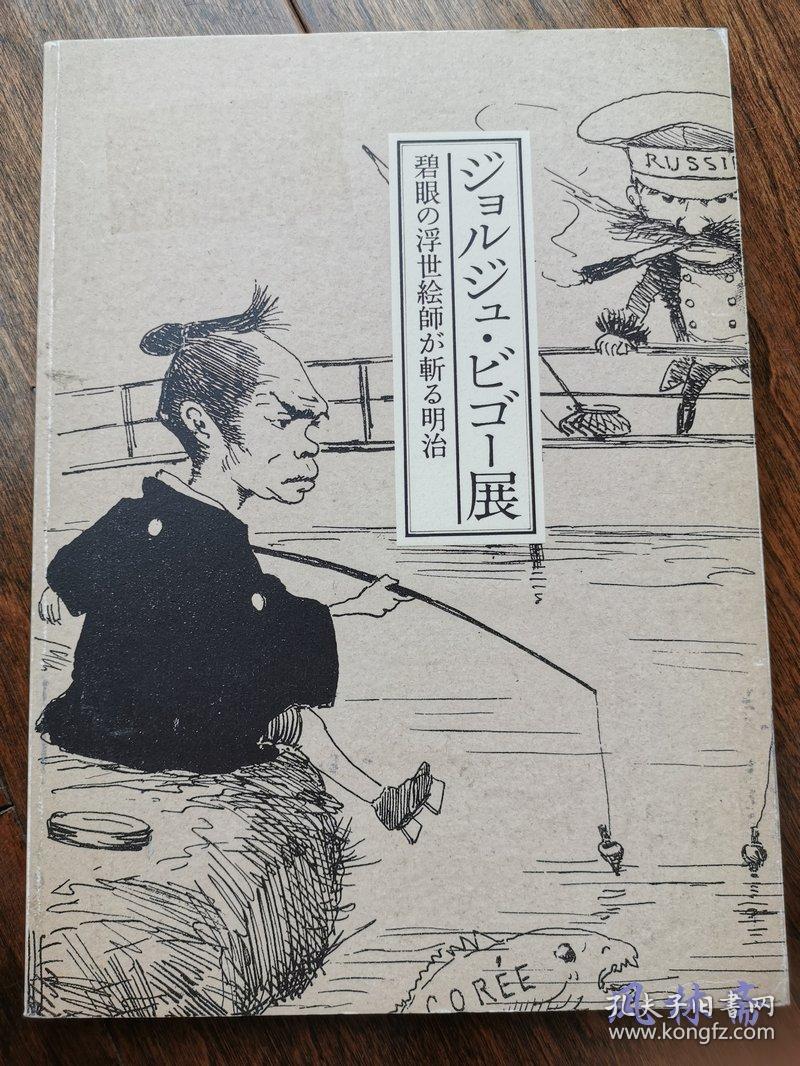 ジョルジュ・ビゴー展
碧眼の浮世絵師が斬る明治
RUSSI
CORÉE
孔夫子旧书网
www.kongfz.com